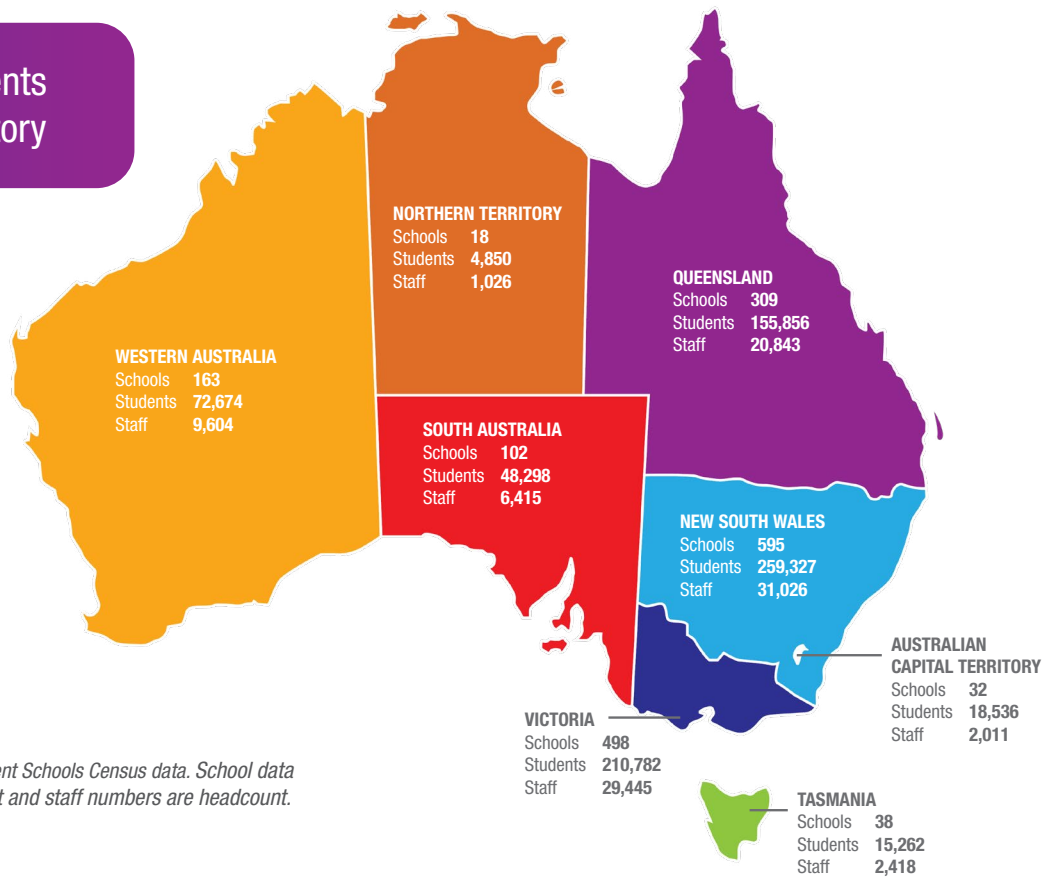 NORTHERN TERRITORY
Schools 18
Students 4,850
Staff 1,026
QUEENSLAND
Schools 309
Students 155,856
Staff 20,843
WESTERN AUSTRALIA
Schools 163
Students 72,674
Staff 9,604
SOUTH AUSTRALIA
Schools 102
Students 48,298
Staff 6,415
NEW SOUTH WALES
Schools 595
Students 259,327
Staff 31,026
AUSTRALIAN
CAPITAL TERRITORY
Schools 32
Students 18,536
Staff 2,011
VICTORIA
Schools 498
Students 210,782
Staff 29,445
Schools Census data. School data
and staff numbers are headcount.
TASMANIA
Schools 38
Students 15,262
Staff 2,418